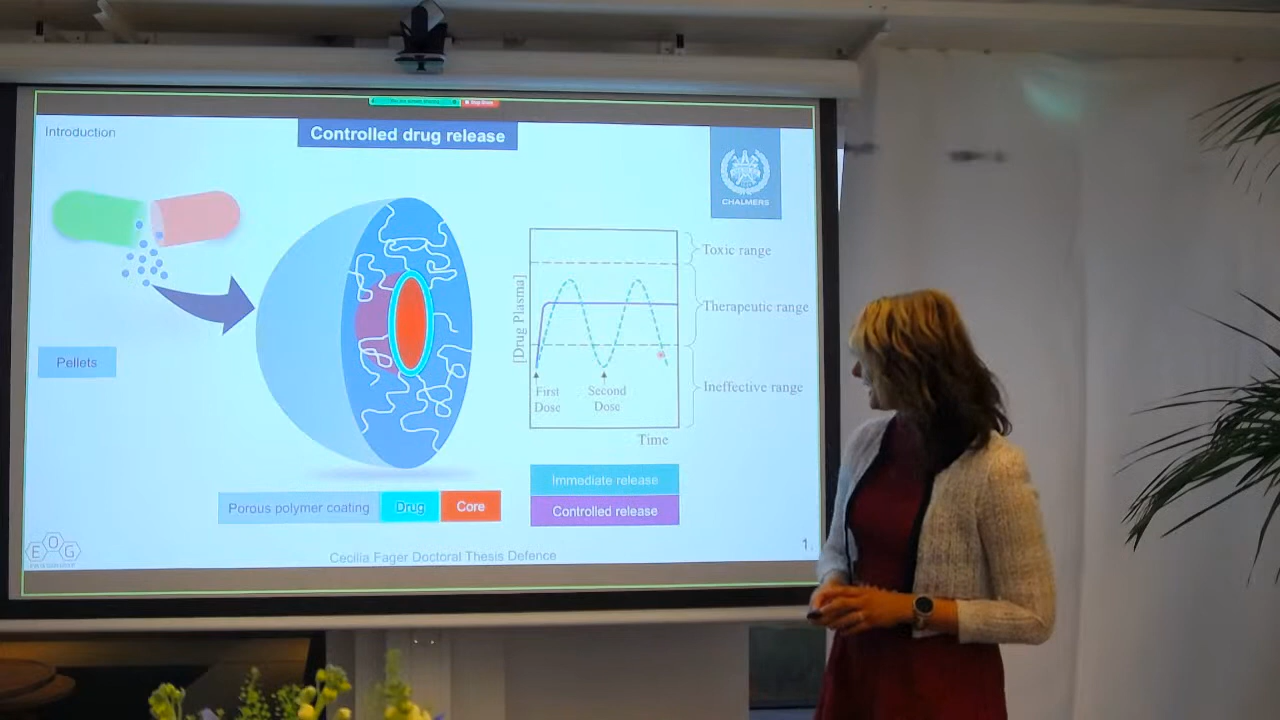 Introduction
Controlled drug release
CHALMERS
Pellets
[Drug Plasma]
Toxic range
Therapeutic range
Ineffective range
First
Dose
Second
Dose
Time
Immediate release
Controlled release
Porous polymer coating
Drug
Core
EOG
Cecilia Fager Doctoral Thesis Defence
1